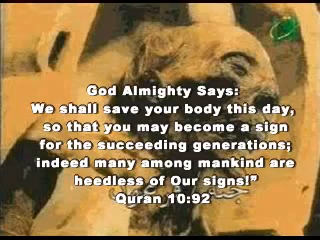 God Almighty Says:
We shall save your body this day,
so that you may become a sign
for the succeeding generations;
indeed many among mankind are
heedless of Our signs!”
Quran 10:92